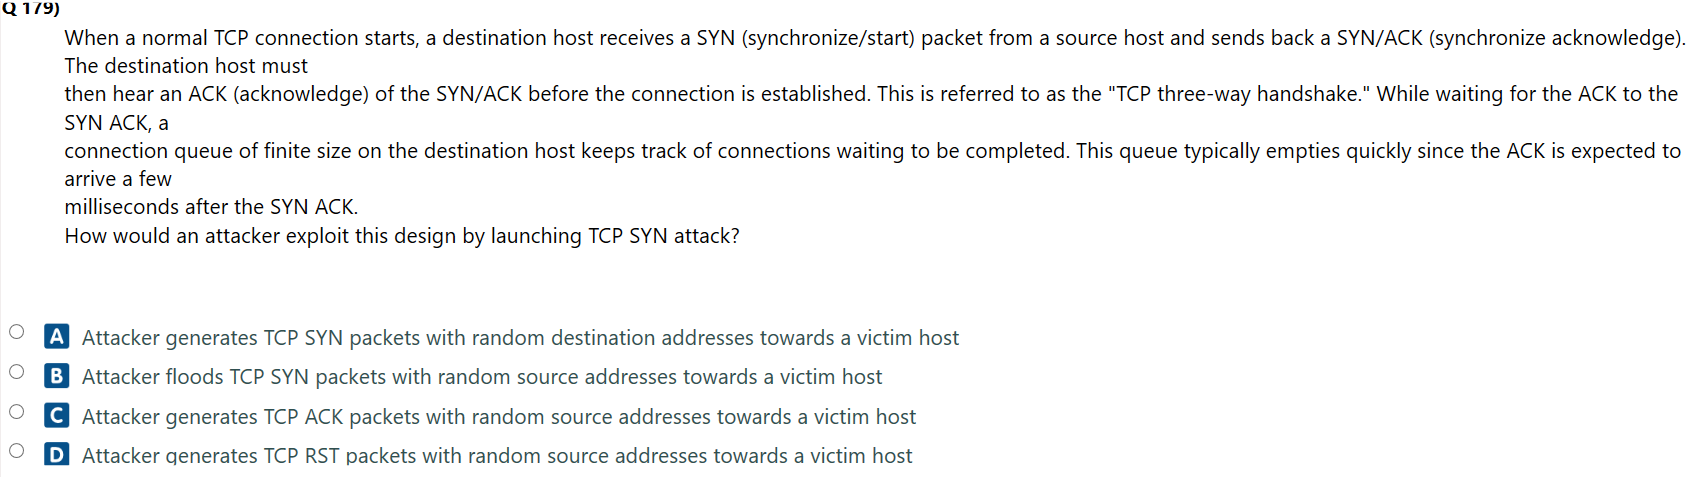 Q 179)
When a normal TCP connection starts, a destination host receives a SYN (synchronize/start) packet from a source host and sends back a SYN/ACK (synchronize acknowledge).
The destination host must
then hear an ACK (acknowledge) of the SYN/ACK before the connection is established. This is referred to as the "TCP three-way handshake." While waiting for the ACK to the
SYN ACK, a
connection queue of finite size on the destination host keeps track of connections waiting to be completed. This queue typically empties quickly since the ACK is expected to
arrive a few
milliseconds after the SYN ACK.
How would an attacker exploit this design by launching TCP SYN attack?
A Attacker generates TCP SYN packets with random destination addresses towards a victim host
B Attacker floods TCP SYN packets with random source addresses towards a victim host
C Attacker generates TCP ACK packets with random source addresses towards a victim host
D Attacker generates TCP RST packets with random source addresses towards a victim host